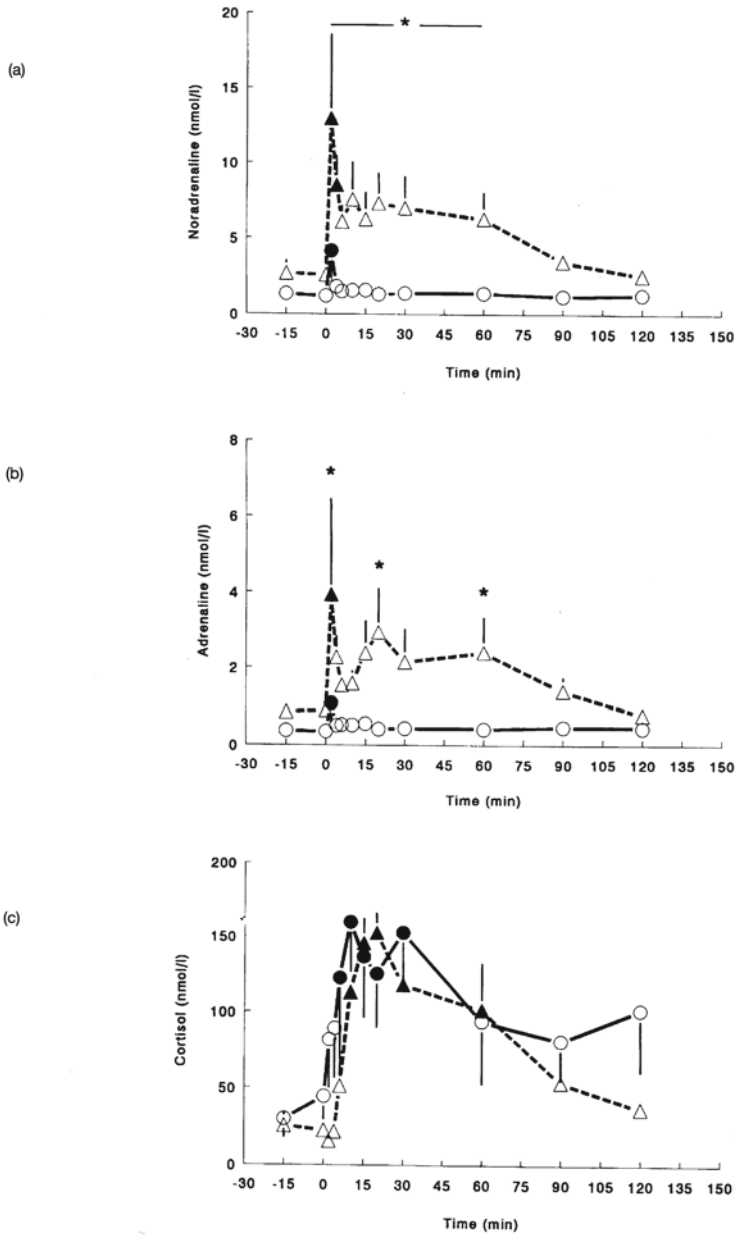 (a)
*
20
15
10
5
0
Noradrenaline (nmol/l)
-30 -15 0 15 30 45 60 75 90 105 120 135 150
Time (min)
(b)
* * *
8
6
4
2
0
Adrenaline (nmol/l)
-30 -15 0 15 30 45 60 75 90 105 120 135 150
Time (min)
(c)
200
150
100
50
0
Cortisol (nmol/l)
-30 -15 0 15 30 45 60 75 90 105 120 135 150
Time (min)